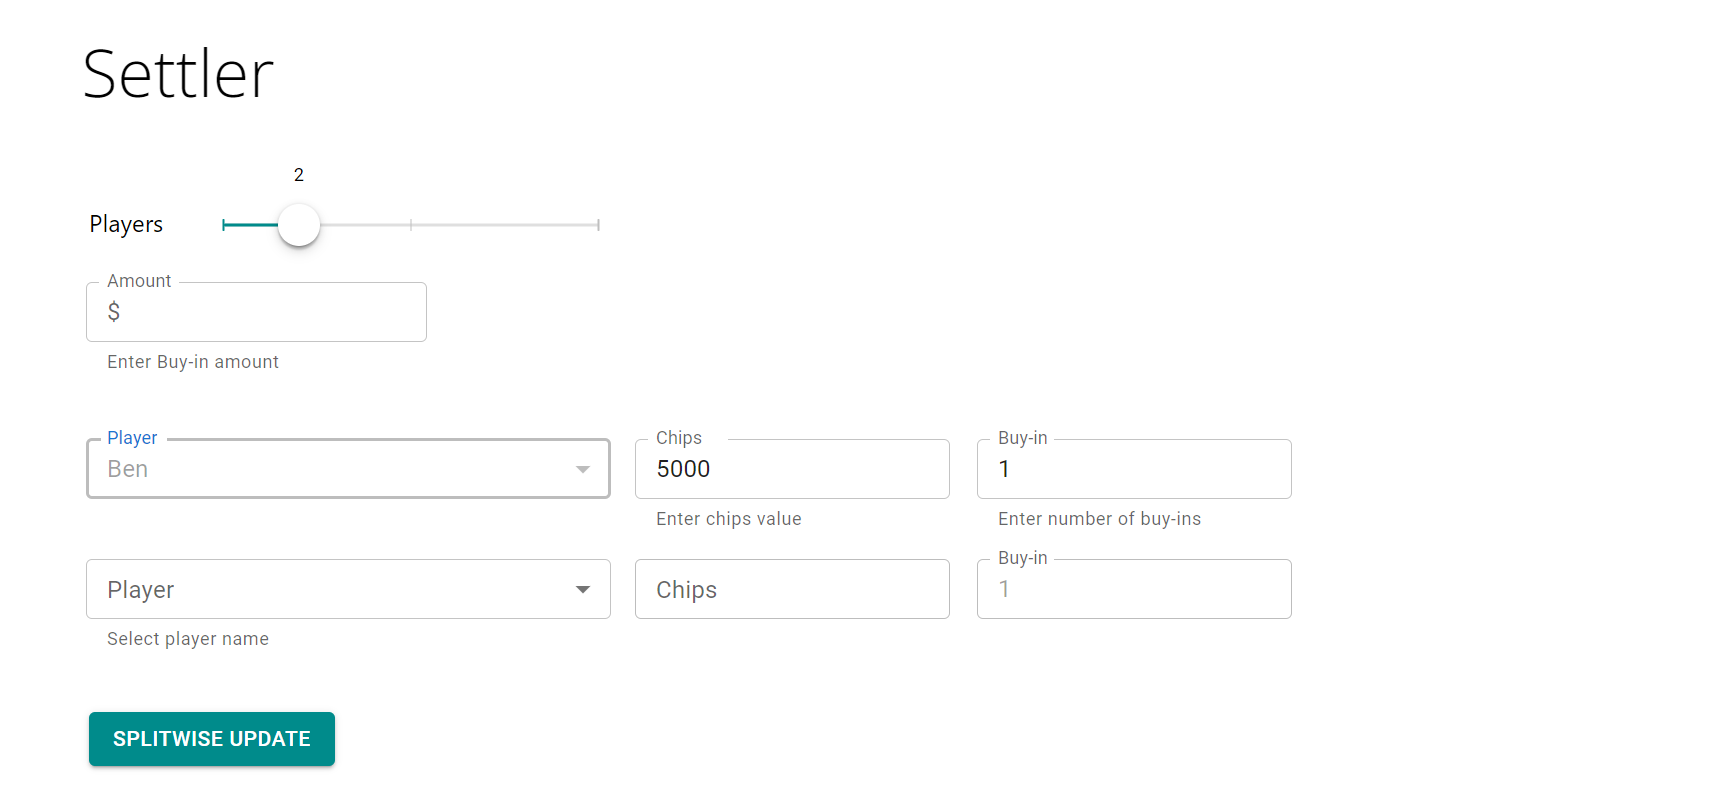 Settler
2
Players
Amount
$
Enter Buy-in amount
Player
Ben
Chips
5000
Enter chips value
Buy-in
1
Enter number of buy-ins
Player
Select player name
Chips
Buy-in
1
SPLITWISE UPDATE